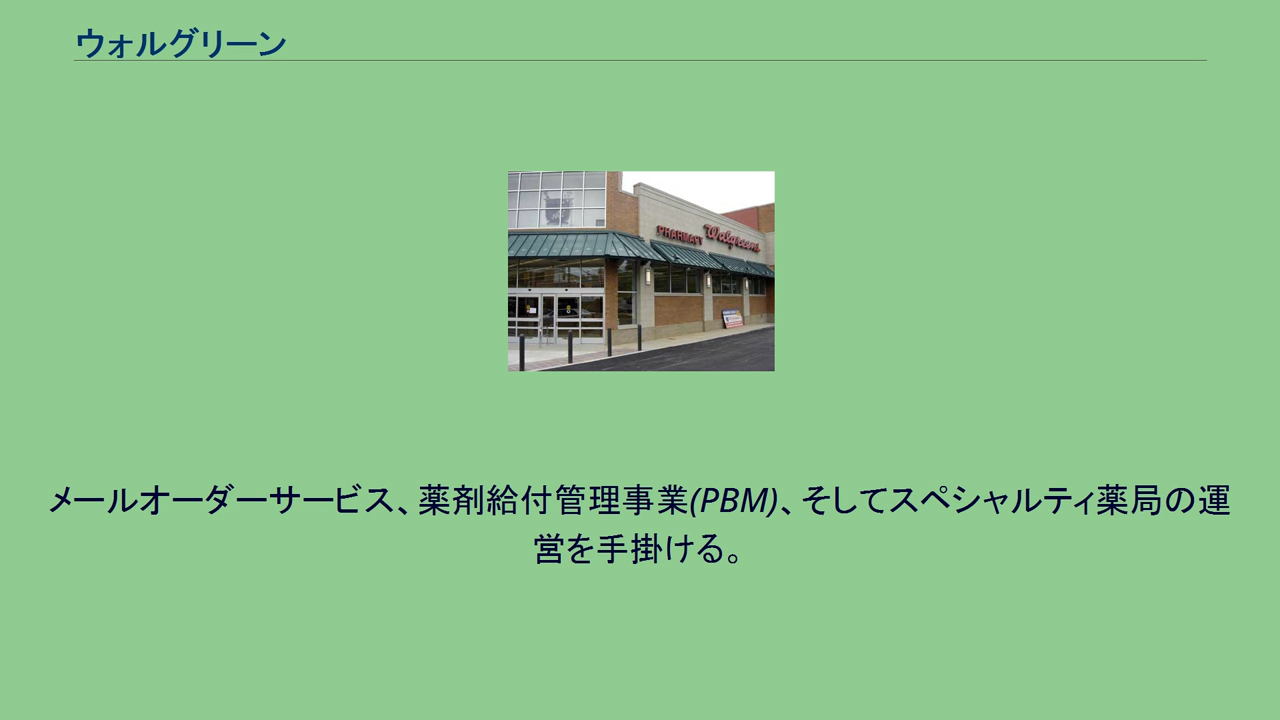 ウォルグリーン
PHARMACY Walgreens
メールオーダーサービス、薬剤給付管理事業(PBM)、そしてスペシャルティ薬局の運
営を手掛ける。